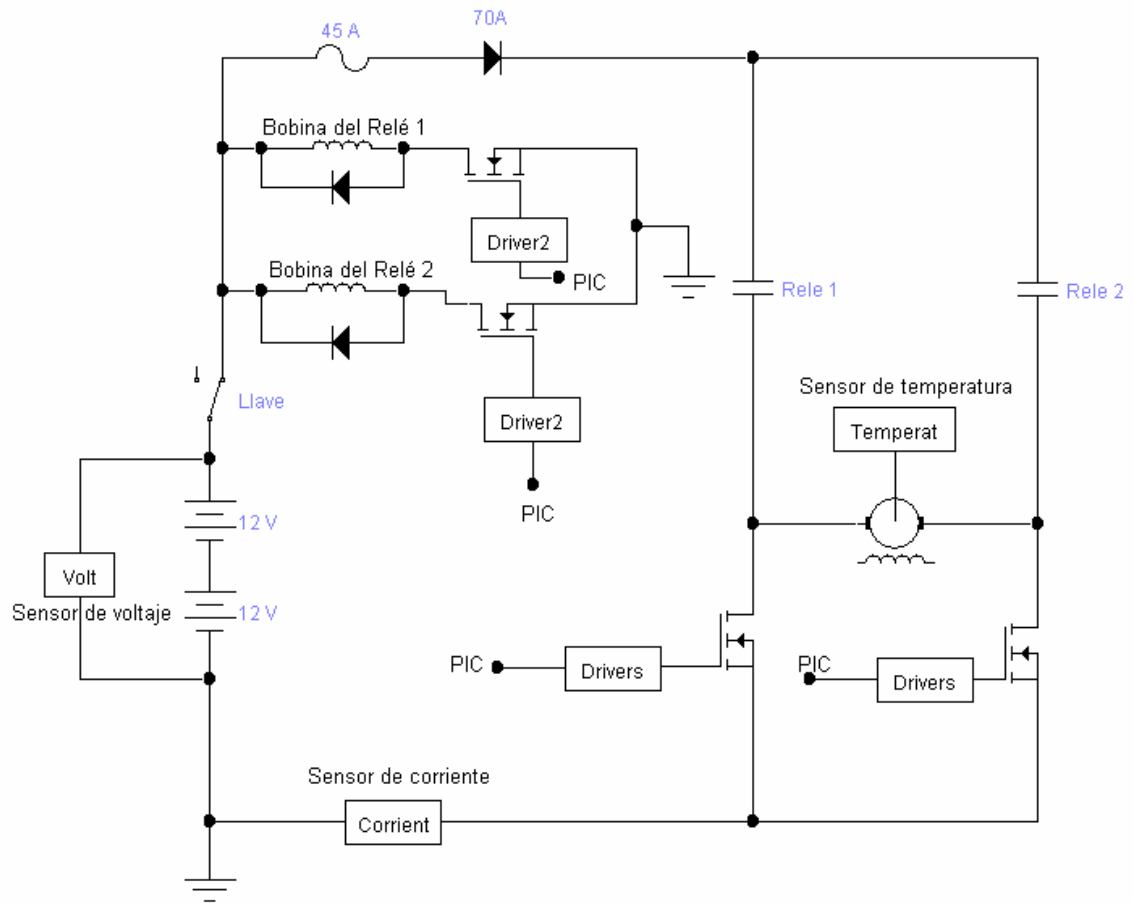 70A
45 A
Bobina del Relé 1
Driver2
PIC
Bobina del Relé 2
Rele 1
Rele 2
Sensor de temperatura
Llave
Driver2
Temperat
PIC
12 V
Volt
Sensor de voltaje
12 V
PIC
Drivers
PIC
Drivers
Sensor de corriente
Corrient